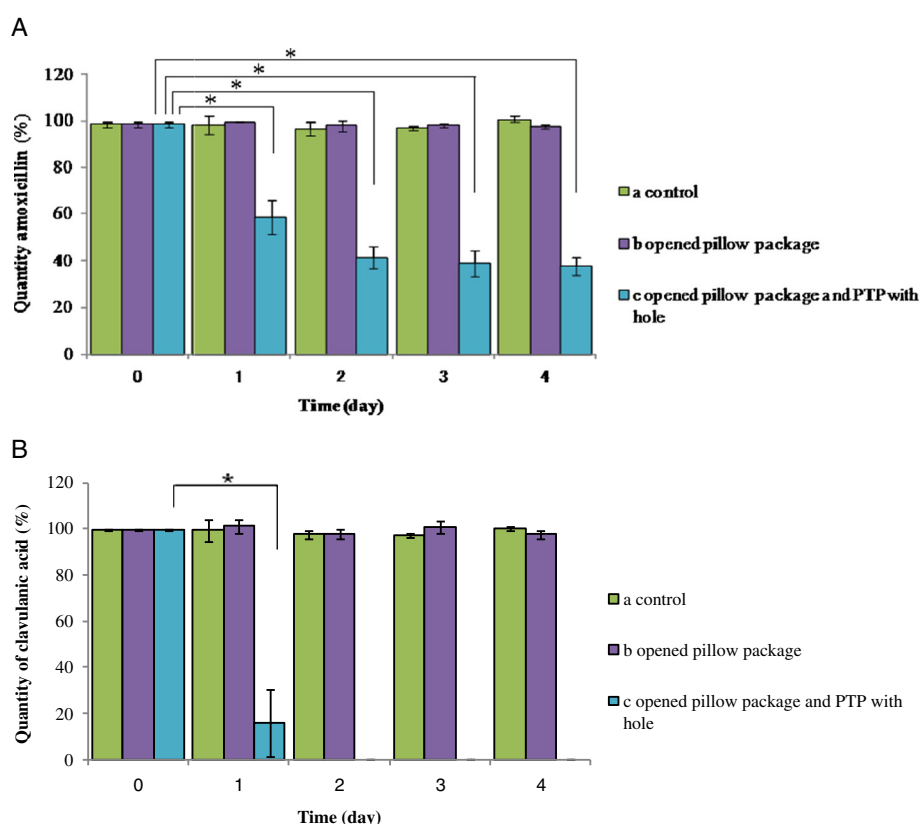 A
*
*
*
*
120
100
80
60
40
20
0
Quantity amoxicillin (%)
0 1 2 3 4
Time (day)
a control
b opened pillow package
c opened pillow package and PTP with
hole
B
*
120
100
80
60
40
20
0
Quantity of clavulanic acid (%)
0 1 2 3 4
Time (day)
a control
b opened pillow package
c opened pillow package and PTP with
hole